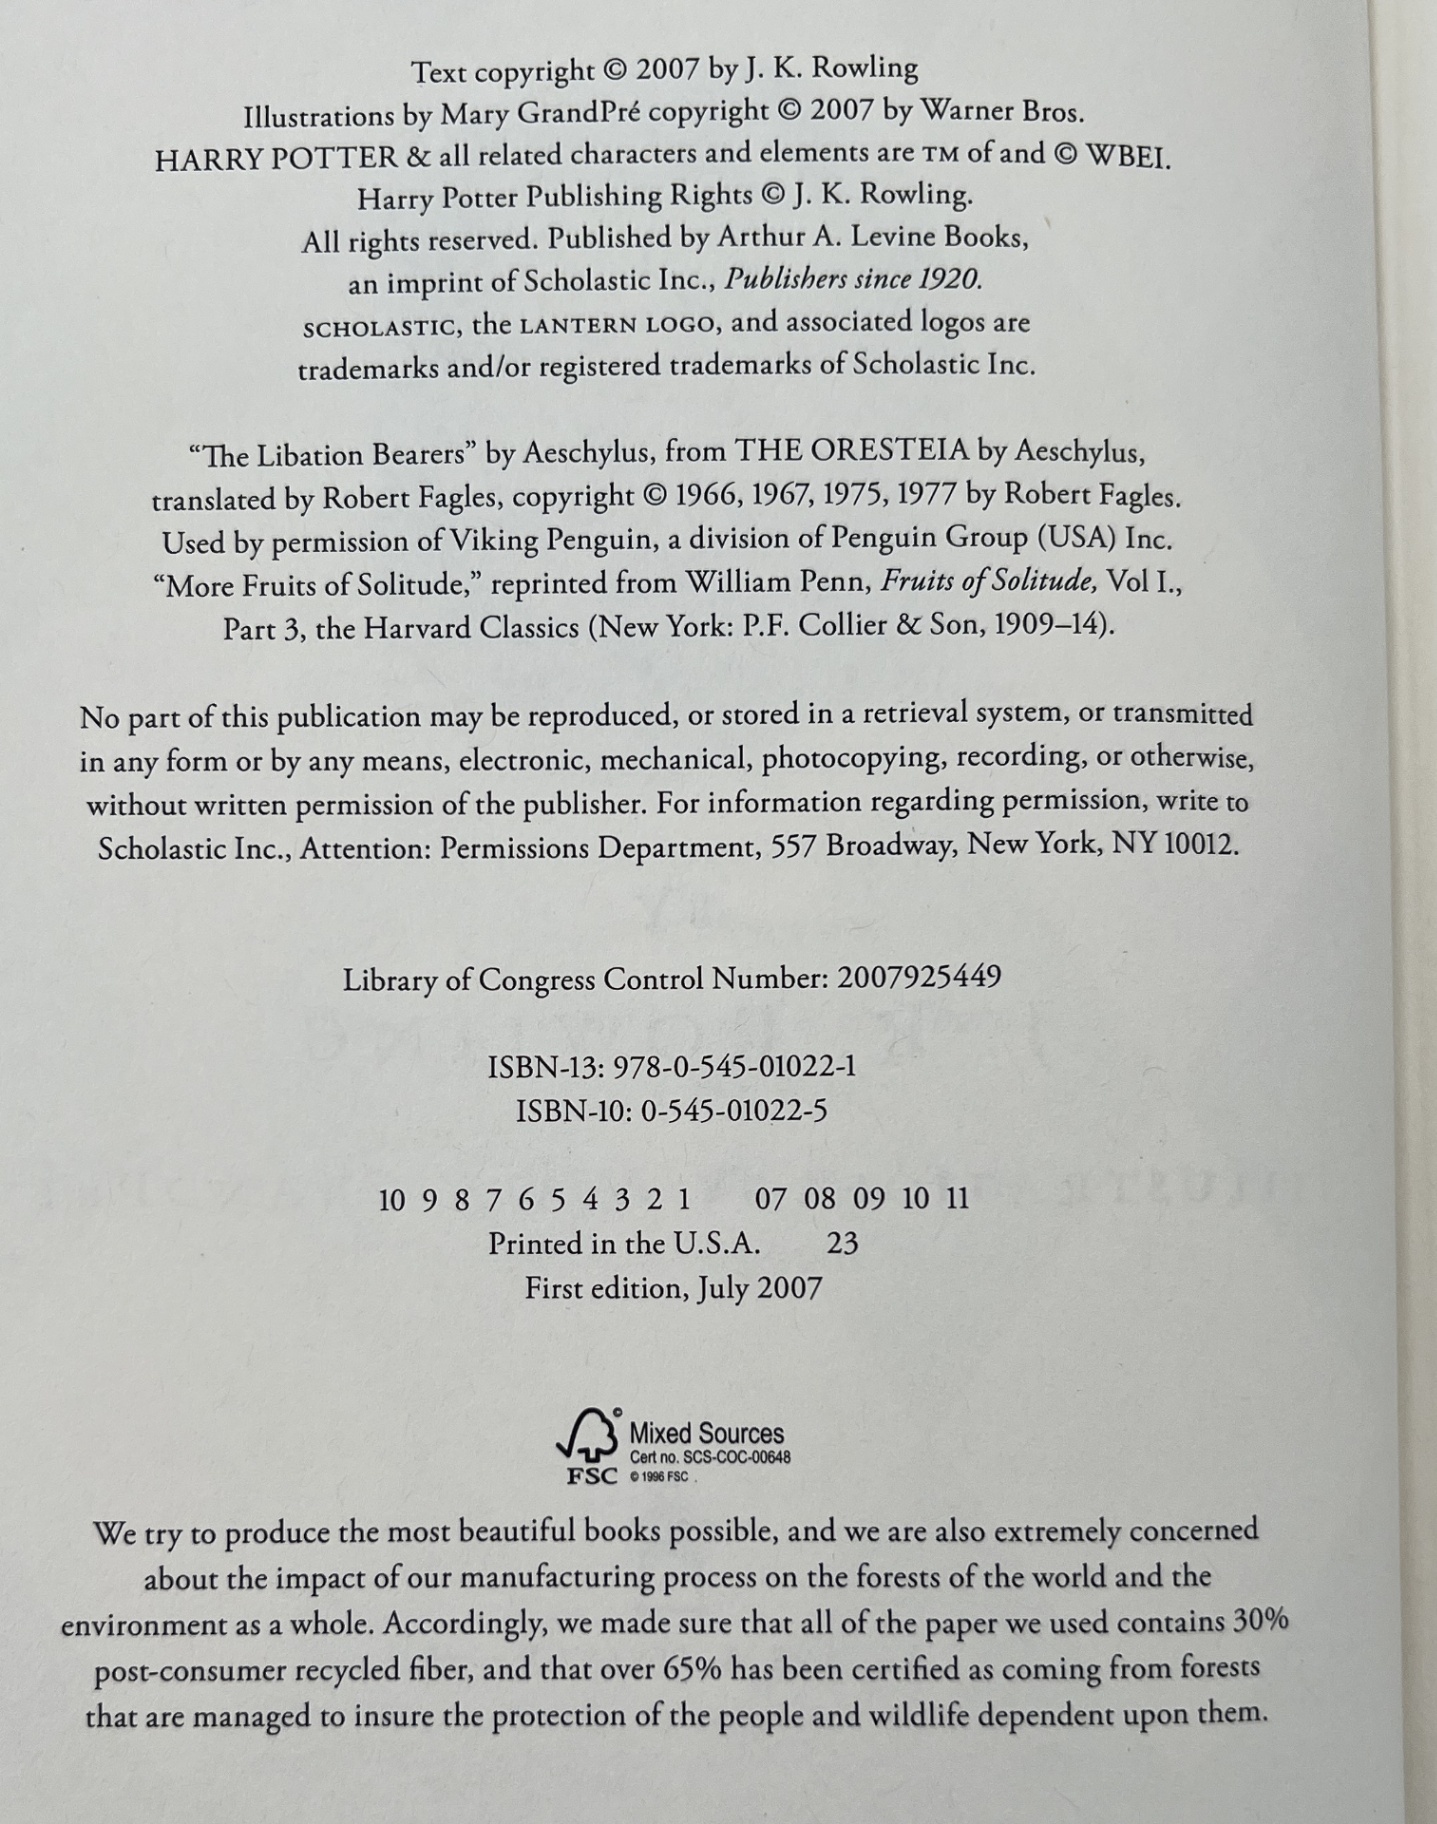 Text copyright © 2007 by J. K. Rowling
Illustrations by Mary GrandPré copyright © 2007 by Warner Bros.
HARRY POTTER & all related characters and elements are TM of and © WBEI.
Harry Potter Publishing Rights © J. K. Rowling.
All rights reserved. Published by Arthur A. Levine Books,
an imprint of Scholastic Inc., Publishers since 1920.
SCHOLASTIC, the LANTERN LOGO, and associated logos are
trademarks and/or registered trademarks of Scholastic Inc.
“The Libation Bearers” by Aeschylus, from THE ORESTEIA by Aeschylus,
translated by Robert Fagles, copyright © 1966, 1967, 1975, 1977 by Robert Fagles.
Used by permission of Viking Penguin, a division of Penguin Group (USA) Inc.
“More Fruits of Solitude,” reprinted from William Penn, Fruits of Solitude, Vol I.,
Part 3, the Harvard Classics (New York: P.F. Collier & Son, 1909–14).
No part of this publication may be reproduced, or stored in a retrieval system, or transmitted
in any form or by any means, electronic, mechanical, photocopying, recording, or otherwise,
without written permission of the publisher. For information regarding permission, write to
Scholastic Inc., Attention: Permissions Department, 557 Broadway, New York, NY 10012.
Library of Congress Control Number: 2007925449
ISBN-13: 978-0-545-01022-1
ISBN-10: 0-545-01022-5
10 9 8 7 6 5 4 3 2 1 07 08 09 10 11
Printed in the U.S.A. 23
First edition, July 2007
Mixed Sources
Cert no. SCS-COC-00648
FSC © 1996 FSC
We try to produce the most beautiful books possible, and we are also extremely concerned
about the impact of our manufacturing process on the forests of the world and the
environment as a whole. Accordingly, we made sure that all of the paper we used contains 30%
post-consumer recycled fiber, and that over 65% has been certified as coming from forests
that are managed to insure the protection of the people and wildlife dependent upon them.